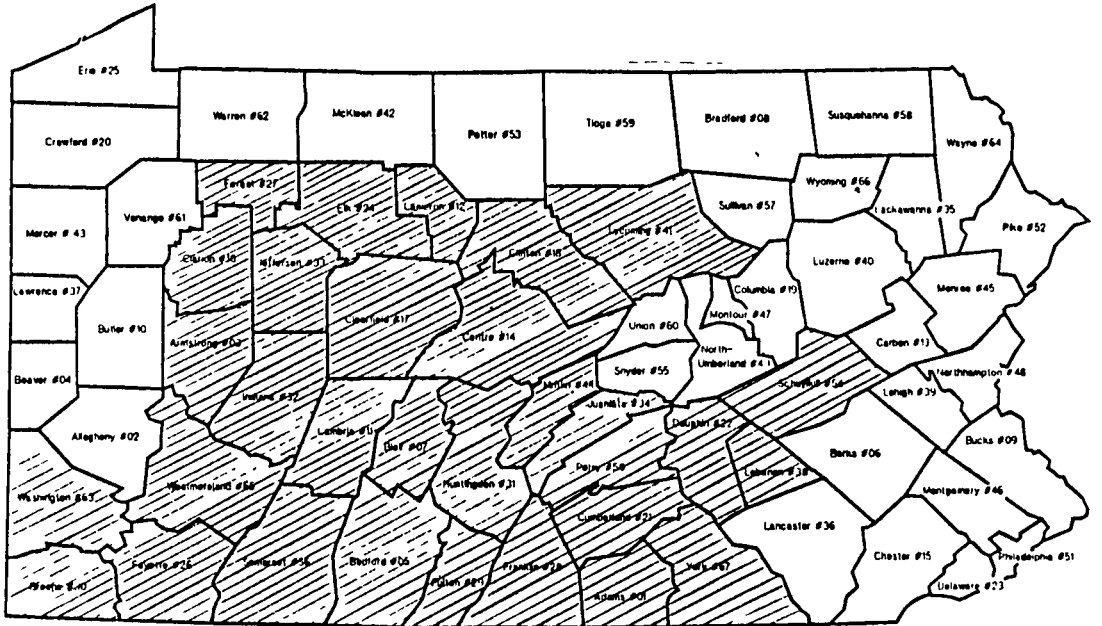 Erie #25
Warren #62
McKean #42
Potter #53
Tioga #59
Bradford #08
Susquehanna #58
Wayne #64
Crawford #20
Wyoming #66
Lackawanna #35
Pike #52
Forest #27
Elk #24
Cameron #12
Sullivan #57
Venango #61
Mercer #43
Clinton #18
Lycoming #41
Clarion #16
Jefferson #33
Luzerne #40
Lawrence #37
Columbia #19
Monroe #45
Montour #47
Butler #10
Clearfield #17
Union #60
Centre #14
Armstrong #03
Carbon #13
North-
umberland #49
Snyder #55
Beaver #04
Northhampton #48
Mifflin #44
Schuylkill #54
Lehigh #39
Indiana #32
Juniata #34
Dauphin #22
Allegheny #02
Cambria #11
Blair #07
Bucks #09
Berks #06
Perry #50
Lebanon #38
Huntingdon #31
Westmoreland #65
Montgomery #46
Washington #63
Cumberland #21
Lancaster #36
Chester #15
Philadelphia #51
Fayette #26
Somerset #56
Bedford #05
Franklin #28
York #67
Fulton #29
Greene #30
Delaware #23
Adams #01